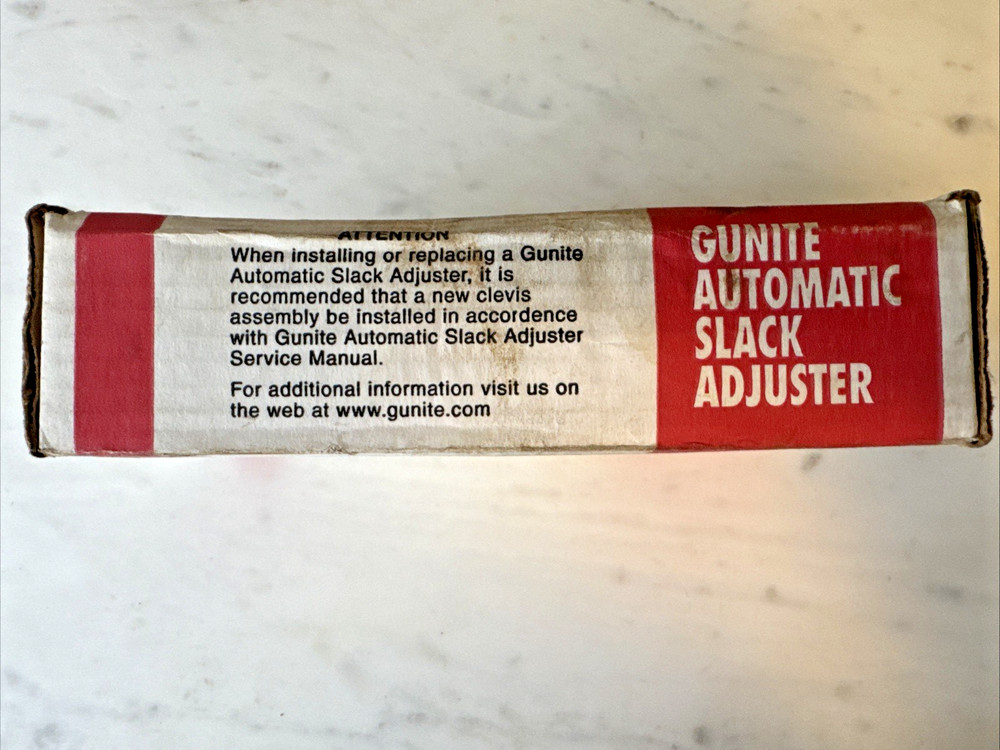 ATTENTION
When installing or replacing a Gunite
Automatic Slack Adjuster, it is
recommended that a new clevis
assembly be installed in accordance
with Gunite Automatic Slack Adjuster
Service Manual.
For additional information visit us on
the web at www.gunite.com
GUNITE
AUTOMATIC
SLACK
ADJUSTER